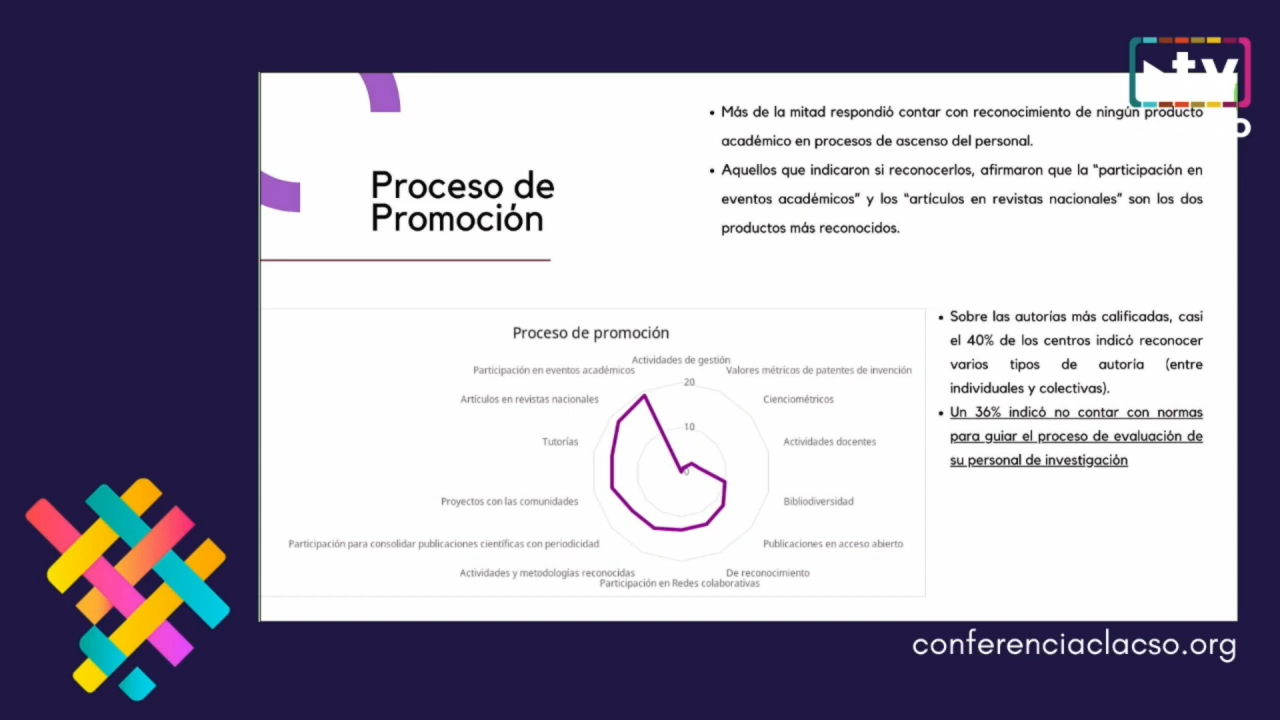 tv
Más de la mitad respondió contar con reconocimiento de ningún producto
académico en procesos de ascenso del personal.
Aquellos que indicaron si reconocerlos, afirmaron que la "participación en
eventos académicos" y los "artículos en revistas nacionales" son los dos
productos más reconocidos.
Proceso de
Promoción
Proceso de promoción
Actividades de gestión
Participación en eventos académicos
Valores métricos de patentes de invención
20
Artículos en revistas nacionales
Cienciométricos
10
Tutorías
Actividades docentes
0
Proyectos con las comunidades
Bibliodiversidad
Participación para consolidar publicaciones científicas con periodicidad
Publicaciones en acceso abierto
Actividades y metodologías reconocidas
De reconocimiento
Participación en Redes colaborativas
Sobre las autorías más calificadas, casi
el 40% de los centros indicó reconocer
varios tipos de autoría (entre
individuales y colectivas).
Un 36% indicó no contar con normas
para guiar el proceso de evaluación de
su personal de investigación
conferenciaclacso.org